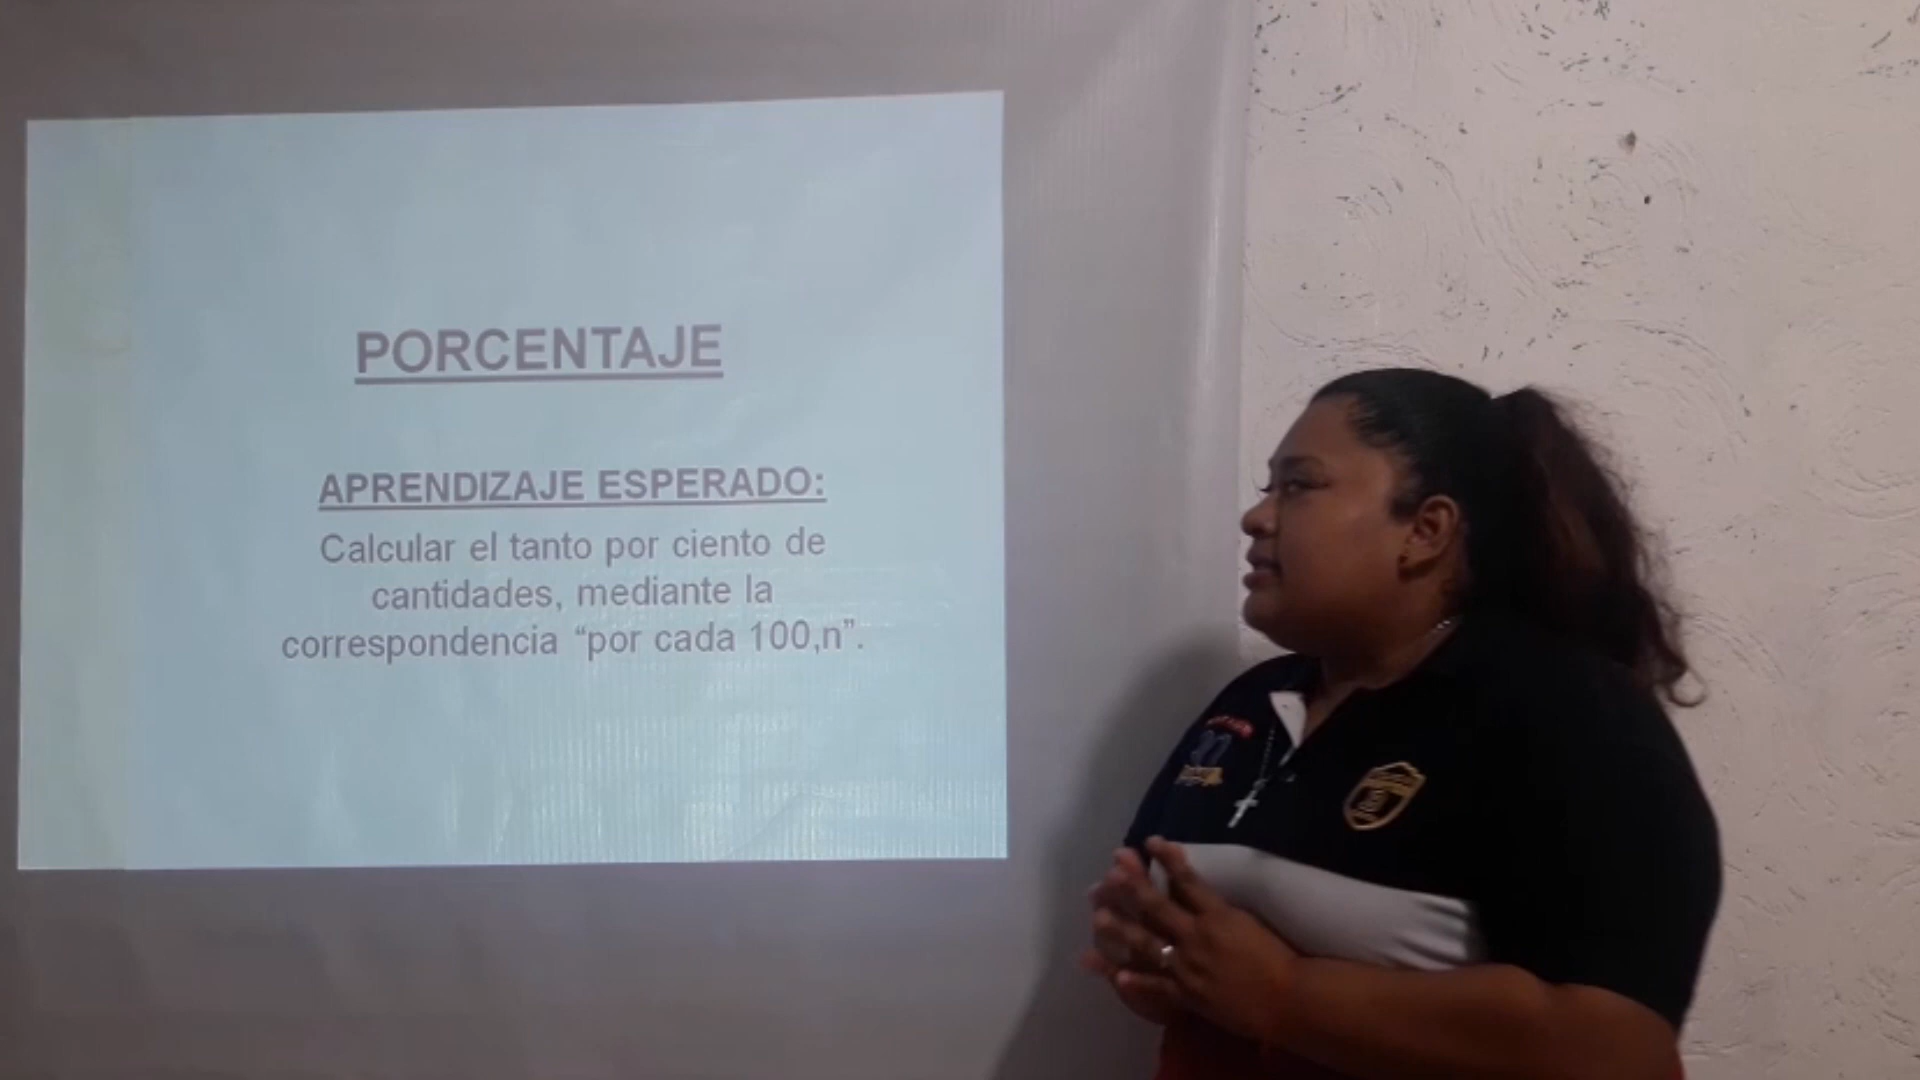 PORCENTAJE
APRENDIZAJE ESPERADO:
Calcular el tanto por ciento de
cantidades, mediante la
correspondencia “por cada 100,n”.